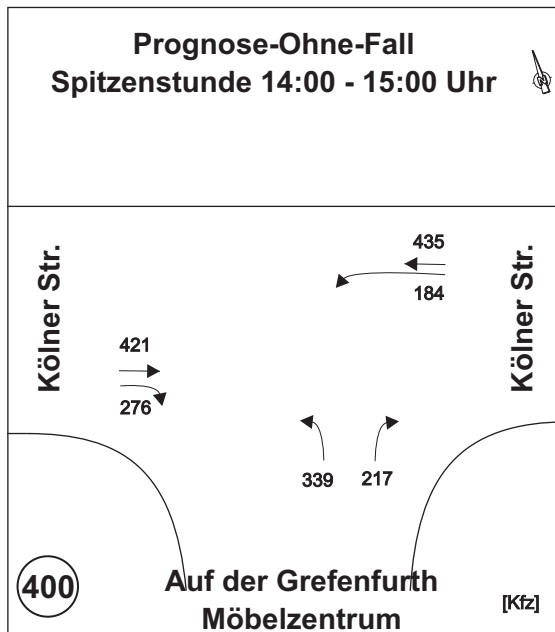 Prognose-Ohne-Fall
Spitzenstunde 14:00 - 15:00 Uhr
Kölner Str.
435
184
Kölner Str.
421
276
339
217
400
Auf der Grefenfurth
Möbelzentrum
[Kfz]